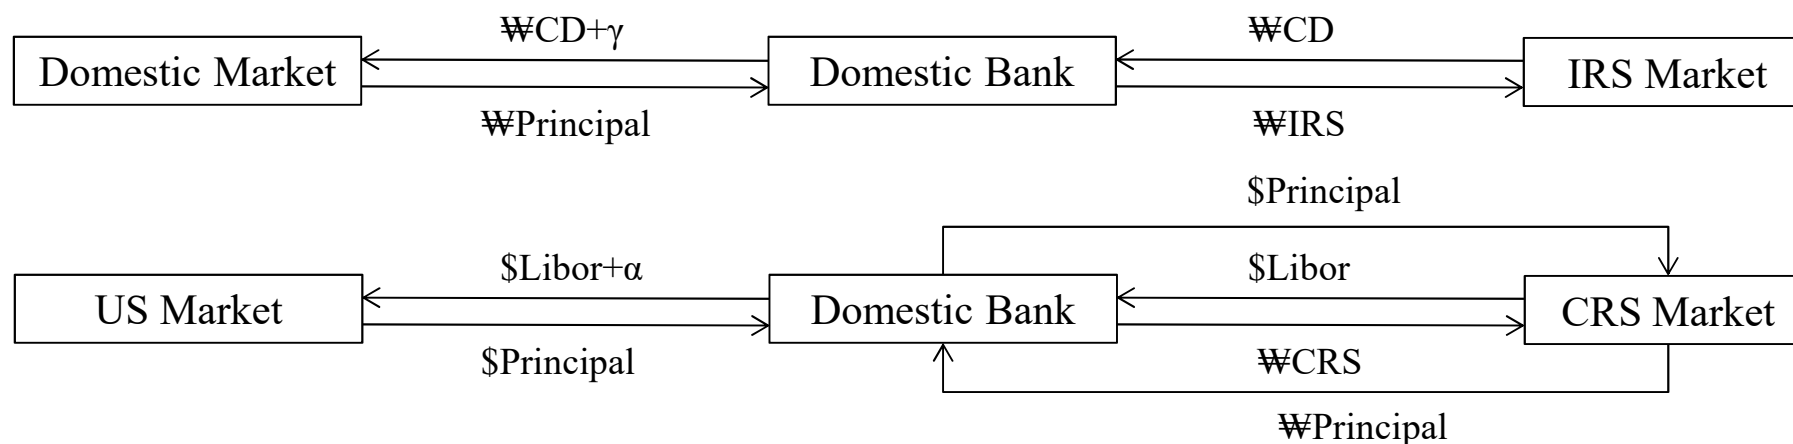 ₩CD+γ ₩CD
Domestic Market Domestic Bank IRS Market
₩Principal ₩IRS
$Principal
$Libor+α $Libor
US Market Domestic Bank CRS Market
$Principal ₩CRS
₩Principal